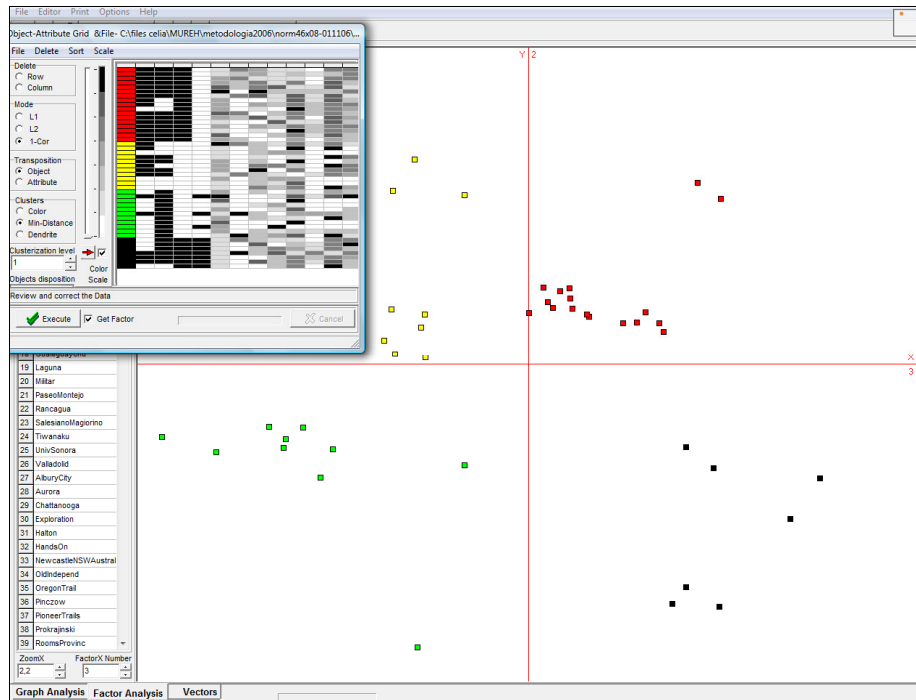 File Editor Print Options Help
Object-Attribute Grid &File- C:\files celia\MUREH\metodologia2006\norm46x08-011106\,...
File Delete Sort Scale
Delete
Row
Column
Mode
L1
L2
1-Cor
Transposition
Object
Attribute
Clusters
Color
Min-Distance
Dendrite
Clusterization level
1
Color
Scale
Objects disposition
Review and correct the Data
Execute
Get Factor
Cancel
Y 2
X
3
19 Laguna
20 Militar
21 PaseoMontejo
22 Rancagua
23 SalesianoMagiorino
24 Tiwanaku
25 UnivSonora
26 Valladolid
27 AlburyCity
28 Aurora
29 Chattanooga
30 Exploration
31 Halton
32 HandsOn
33 NewcastleNSWAustral
34 OldIndepend
35 OregonTrail
36 Pinczow
37 PioneerTrails
38 Prokrajinski
39 RoomsProvinc
ZoomX FactorX Number
2,2 3
Graph Analysis Factor Analysis Vectors